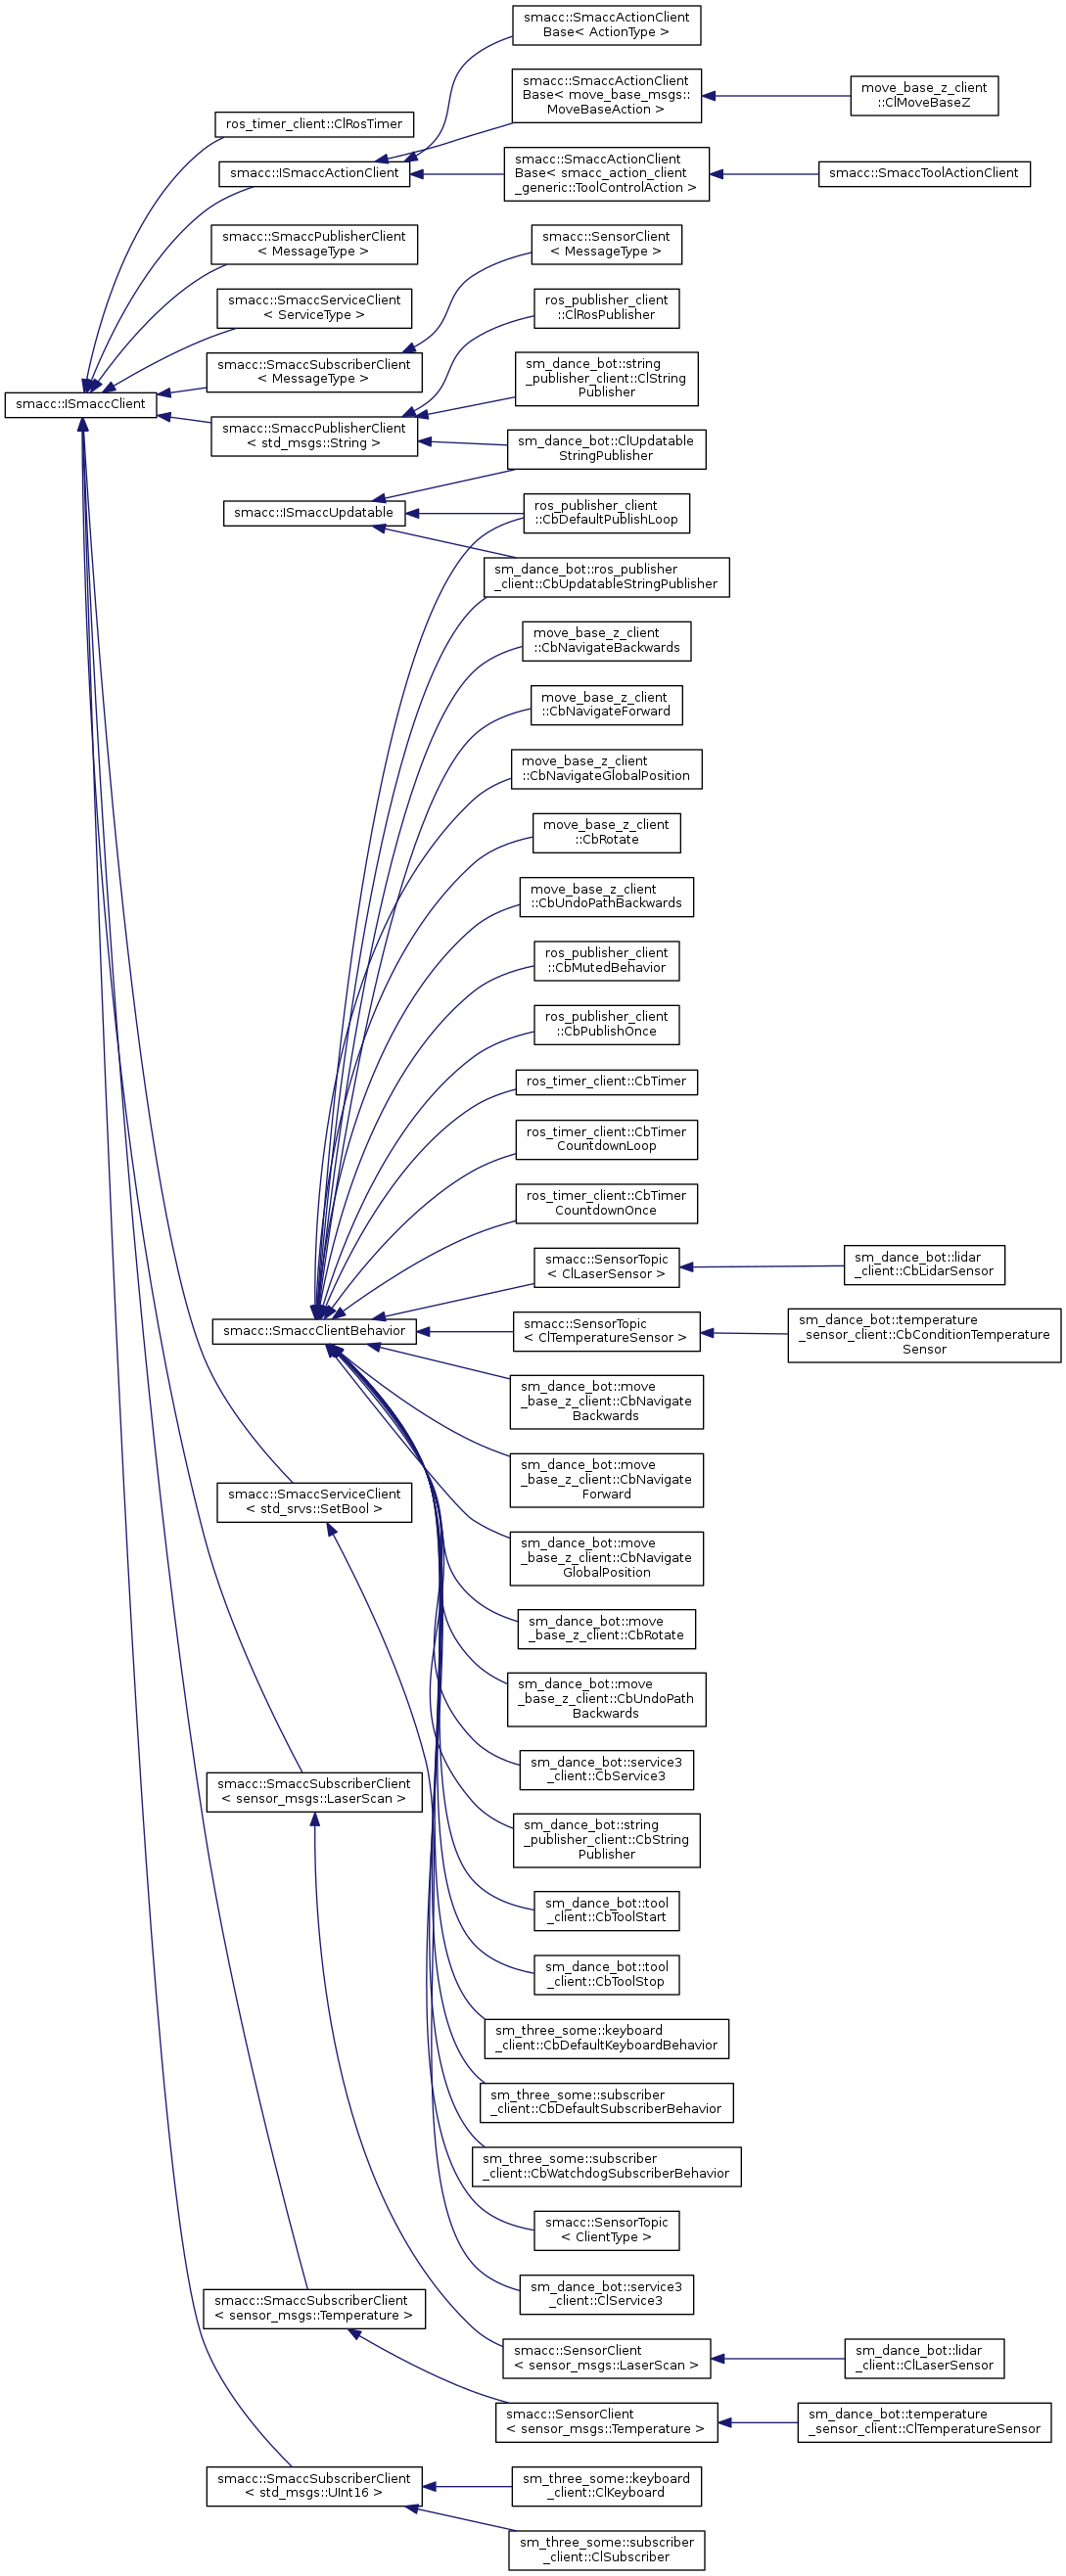 smacc::SmaccActionClient
Base< ActionType >
smacc::SmaccActionClient
Base< move_base_msgs::
MoveBaseAction >
move_base_z_client
::ClMoveBaseZ
ros_timer_client::ClRosTimer
smacc::ISmaccActionClient
smacc::SmaccActionClient
Base< smacc_action_client
_generic::ToolControlAction >
smacc::SmaccToolActionClient
smacc::SmaccPublisherClient
< MessageType >
smacc::SensorClient
< MessageType >
smacc::SmaccServiceClient
< ServiceType >
ros_publisher_client
::ClRosPublisher
smacc::SmaccSubscriberClient
< MessageType >
sm_dance_bot::string
_publisher_client::ClString
Publisher
smacc::ISmaccClient
smacc::SmaccPublisherClient
< std_msgs::String >
sm_dance_bot::ClUpdatable
StringPublisher
smacc::ISmaccUpdatable
ros_publisher_client
::CbDefaultPublishLoop
sm_dance_bot::ros_publisher
_client::CbUpdatableStringPublisher
move_base_z_client
::CbNavigateBackwards
move_base_z_client
::CbNavigateForward
move_base_z_client
::CbNavigateGlobalPosition
move_base_z_client
::CbRotate
move_base_z_client
::CbUndoPathBackwards
ros_publisher_client
::CbMutedBehavior
ros_publisher_client
::CbPublishOnce
ros_timer_client::CbTimer
ros_timer_client::CbTimer
CountdownLoop
ros_timer_client::CbTimer
CountdownOnce
smacc::SensorTopic
< ClLaserSensor >
sm_dance_bot::lidar
_client::CbLidarSensor
smacc::SmaccClientBehavior
smacc::SensorTopic
< ClTemperatureSensor >
sm_dance_bot::temperature
_sensor_client::CbConditionTemperature
Sensor
sm_dance_bot::move
_base_z_client::CbNavigate
Backwards
sm_dance_bot::move
_base_z_client::CbNavigate
Forward
smacc::SmaccServiceClient
< std_srvs::SetBool >
sm_dance_bot::move
_base_z_client::CbNavigate
GlobalPosition
sm_dance_bot::move
_base_z_client::CbRotate
sm_dance_bot::move
_base_z_client::CbUndoPath
Backwards
sm_dance_bot::service3
_client::CbService3
smacc::SmaccSubscriberClient
< sensor_msgs::LaserScan >
sm_dance_bot::string
_publisher_client::CbString
Publisher
sm_dance_bot::tool
_client::CbToolStart
sm_dance_bot::tool
_client::CbToolStop
sm_three_some::keyboard
_client::CbDefaultKeyboardBehavior
sm_three_some::subscriber
_client::CbDefaultSubscriberBehavior
sm_three_some::subscriber
_client::CbWatchdogSubscriberBehavior
smacc::SensorTopic
< ClientType >
sm_dance_bot::service3
_client::ClService3
smacc::SmaccSubscriberClient
< sensor_msgs::Temperature >
smacc::SensorClient
< sensor_msgs::LaserScan >
sm_dance_bot::lidar
_client::ClLaserSensor
smacc::SensorClient
< sensor_msgs::Temperature >
sm_dance_bot::temperature
_sensor_client::ClTemperatureSensor
smacc::SmaccSubscriberClient
< std_msgs::UInt16 >
sm_three_some::keyboard
_client::ClKeyboard
sm_three_some::subscriber
_client::ClSubscriber